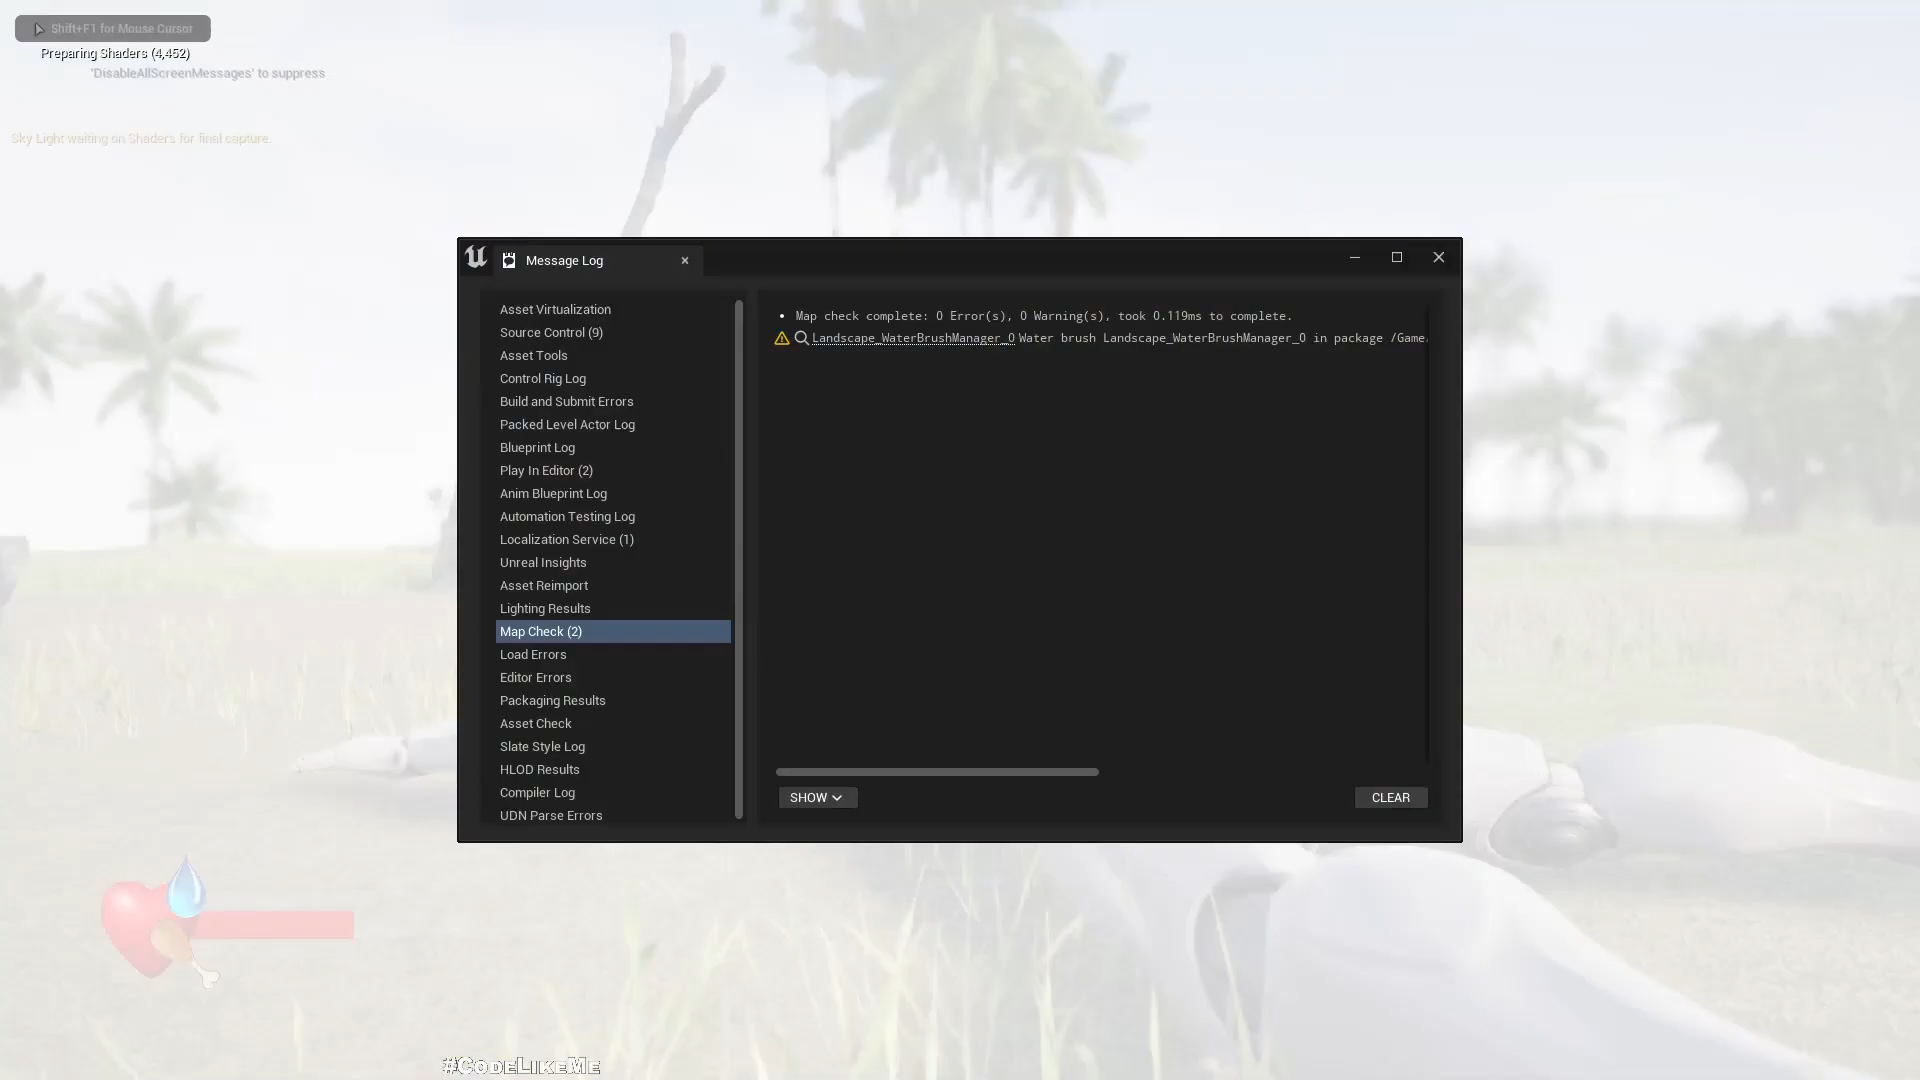 Shift+F1 for Mouse Cursor
Preparing Shaders (4,452)
'DisableAllScreenMessages' to suppress
Sky Light waiting on Shaders for final capture.
Message Log
Asset Virtualization
Source Control (9)
Asset Tools
Control Rig Log
Build and Submit Errors
Packed Level Actor Log
Blueprint Log
Play In Editor (2)
Anim Blueprint Log
Automation Testing Log
Localization Service (1)
Unreal Insights
Asset Reimport
Lighting Results
Map Check (2)
Load Errors
Editor Errors
Packaging Results
Asset Check
Slate Style Log
HLOD Results
Compiler Log
UDN Parse Errors
Map check complete: 0 Error(s), 0 Warning(s), took 0.119ms to complete.
Landscape_WaterBrushManager_0 Water brush Landscape_WaterBrushManager_0 in package /Game
SHOW
CLEAR
#CodeLikeMe